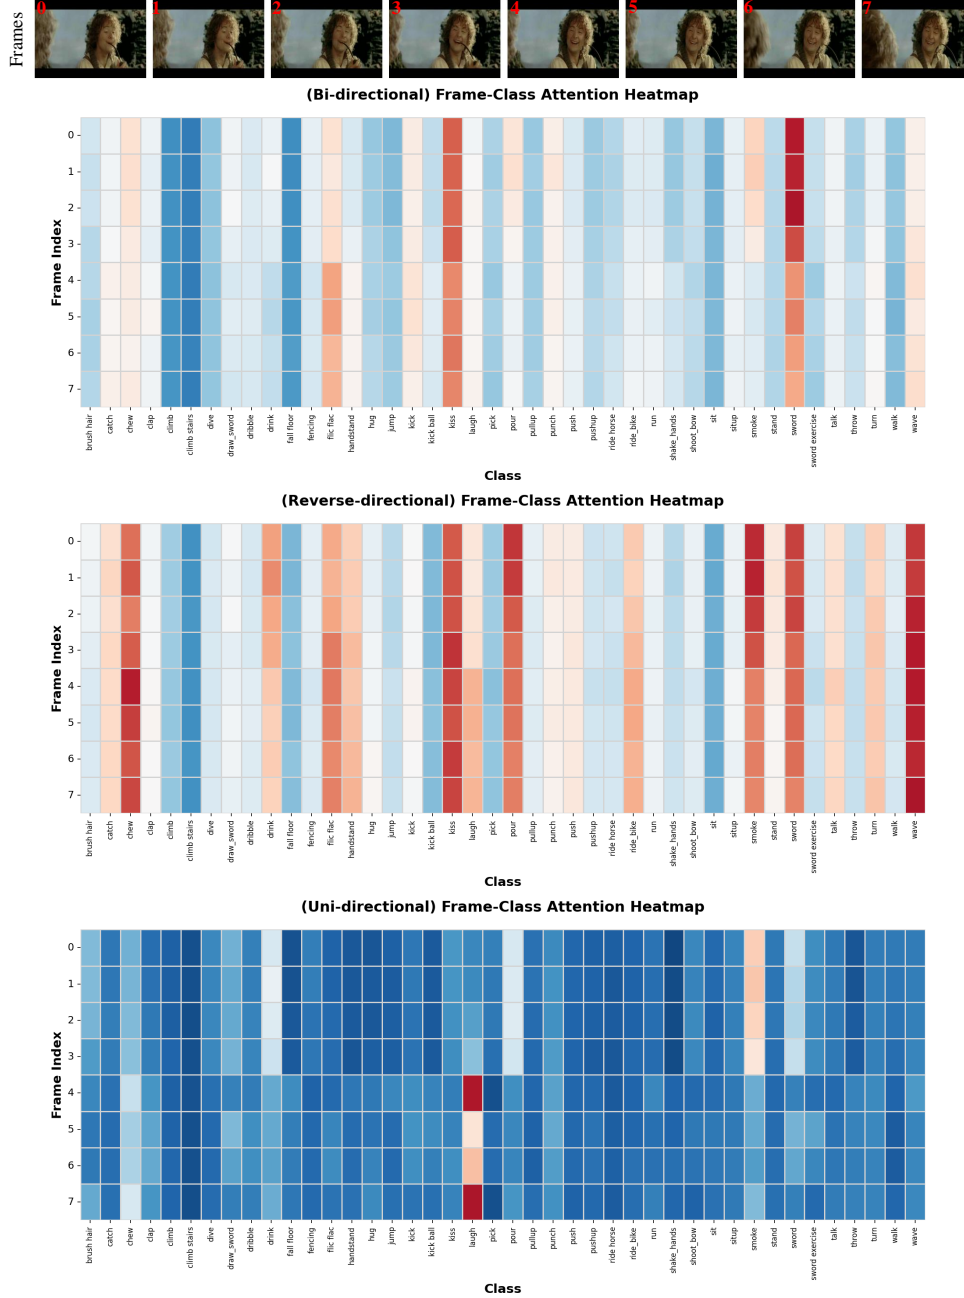 Frames
0 1 2 3 4 5 6 7
(Bi-directional) Frame-Class Attention Heatmap
Frame Index
0
1
2
3
4
5
6
7
brush hair catch chew clap climb climb stairs dive draw_sword dribble drink fall floor fencing flic flac handstand hug jump kick kick ball kiss laugh pick pour pullup punch push pushup ride horse ride_bike run shake_hands shoot_bow sit situp smoke stand sword sword exercise talk throw turn walk wave
Class
(Reverse-directional) Frame-Class Attention Heatmap
Frame Index
0
1
2
3
4
5
6
7
brush hair catch chew clap climb climb stairs dive draw_sword dribble drink fall floor fencing flic flac handstand hug jump kick kick ball kiss laugh pick pour pullup punch push pushup ride horse ride_bike run shake_hands shoot_bow sit situp smoke stand sword sword exercise talk throw turn walk wave
Class
(Uni-directional) Frame-Class Attention Heatmap
Frame Index
0
1
2
3
4
5
6
7
brush hair catch chew clap climb climb stairs dive draw_sword dribble drink fall floor fencing flic flac handstand hug jump kick kick ball kiss laugh pick pour pullup punch push pushup ride horse ride_bike run shake_hands shoot_bow sit situp smoke stand sword sword exercise talk throw turn walk wave
Class